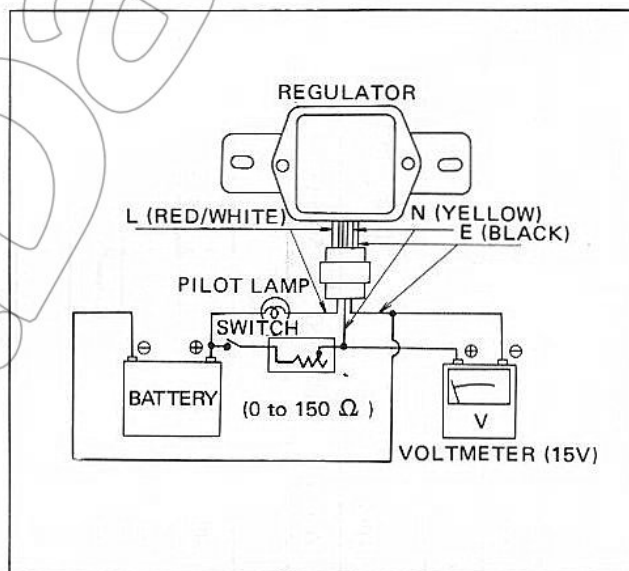 REGULATOR
L (RED/WHITE)
N (YELLOW)
E (BLACK)
PILOT LAMP
SWITCH
⊖ ⊕
⊕ ⊖
BATTERY
(0 to 150 Ω )
V
VOLTMETER (15V)